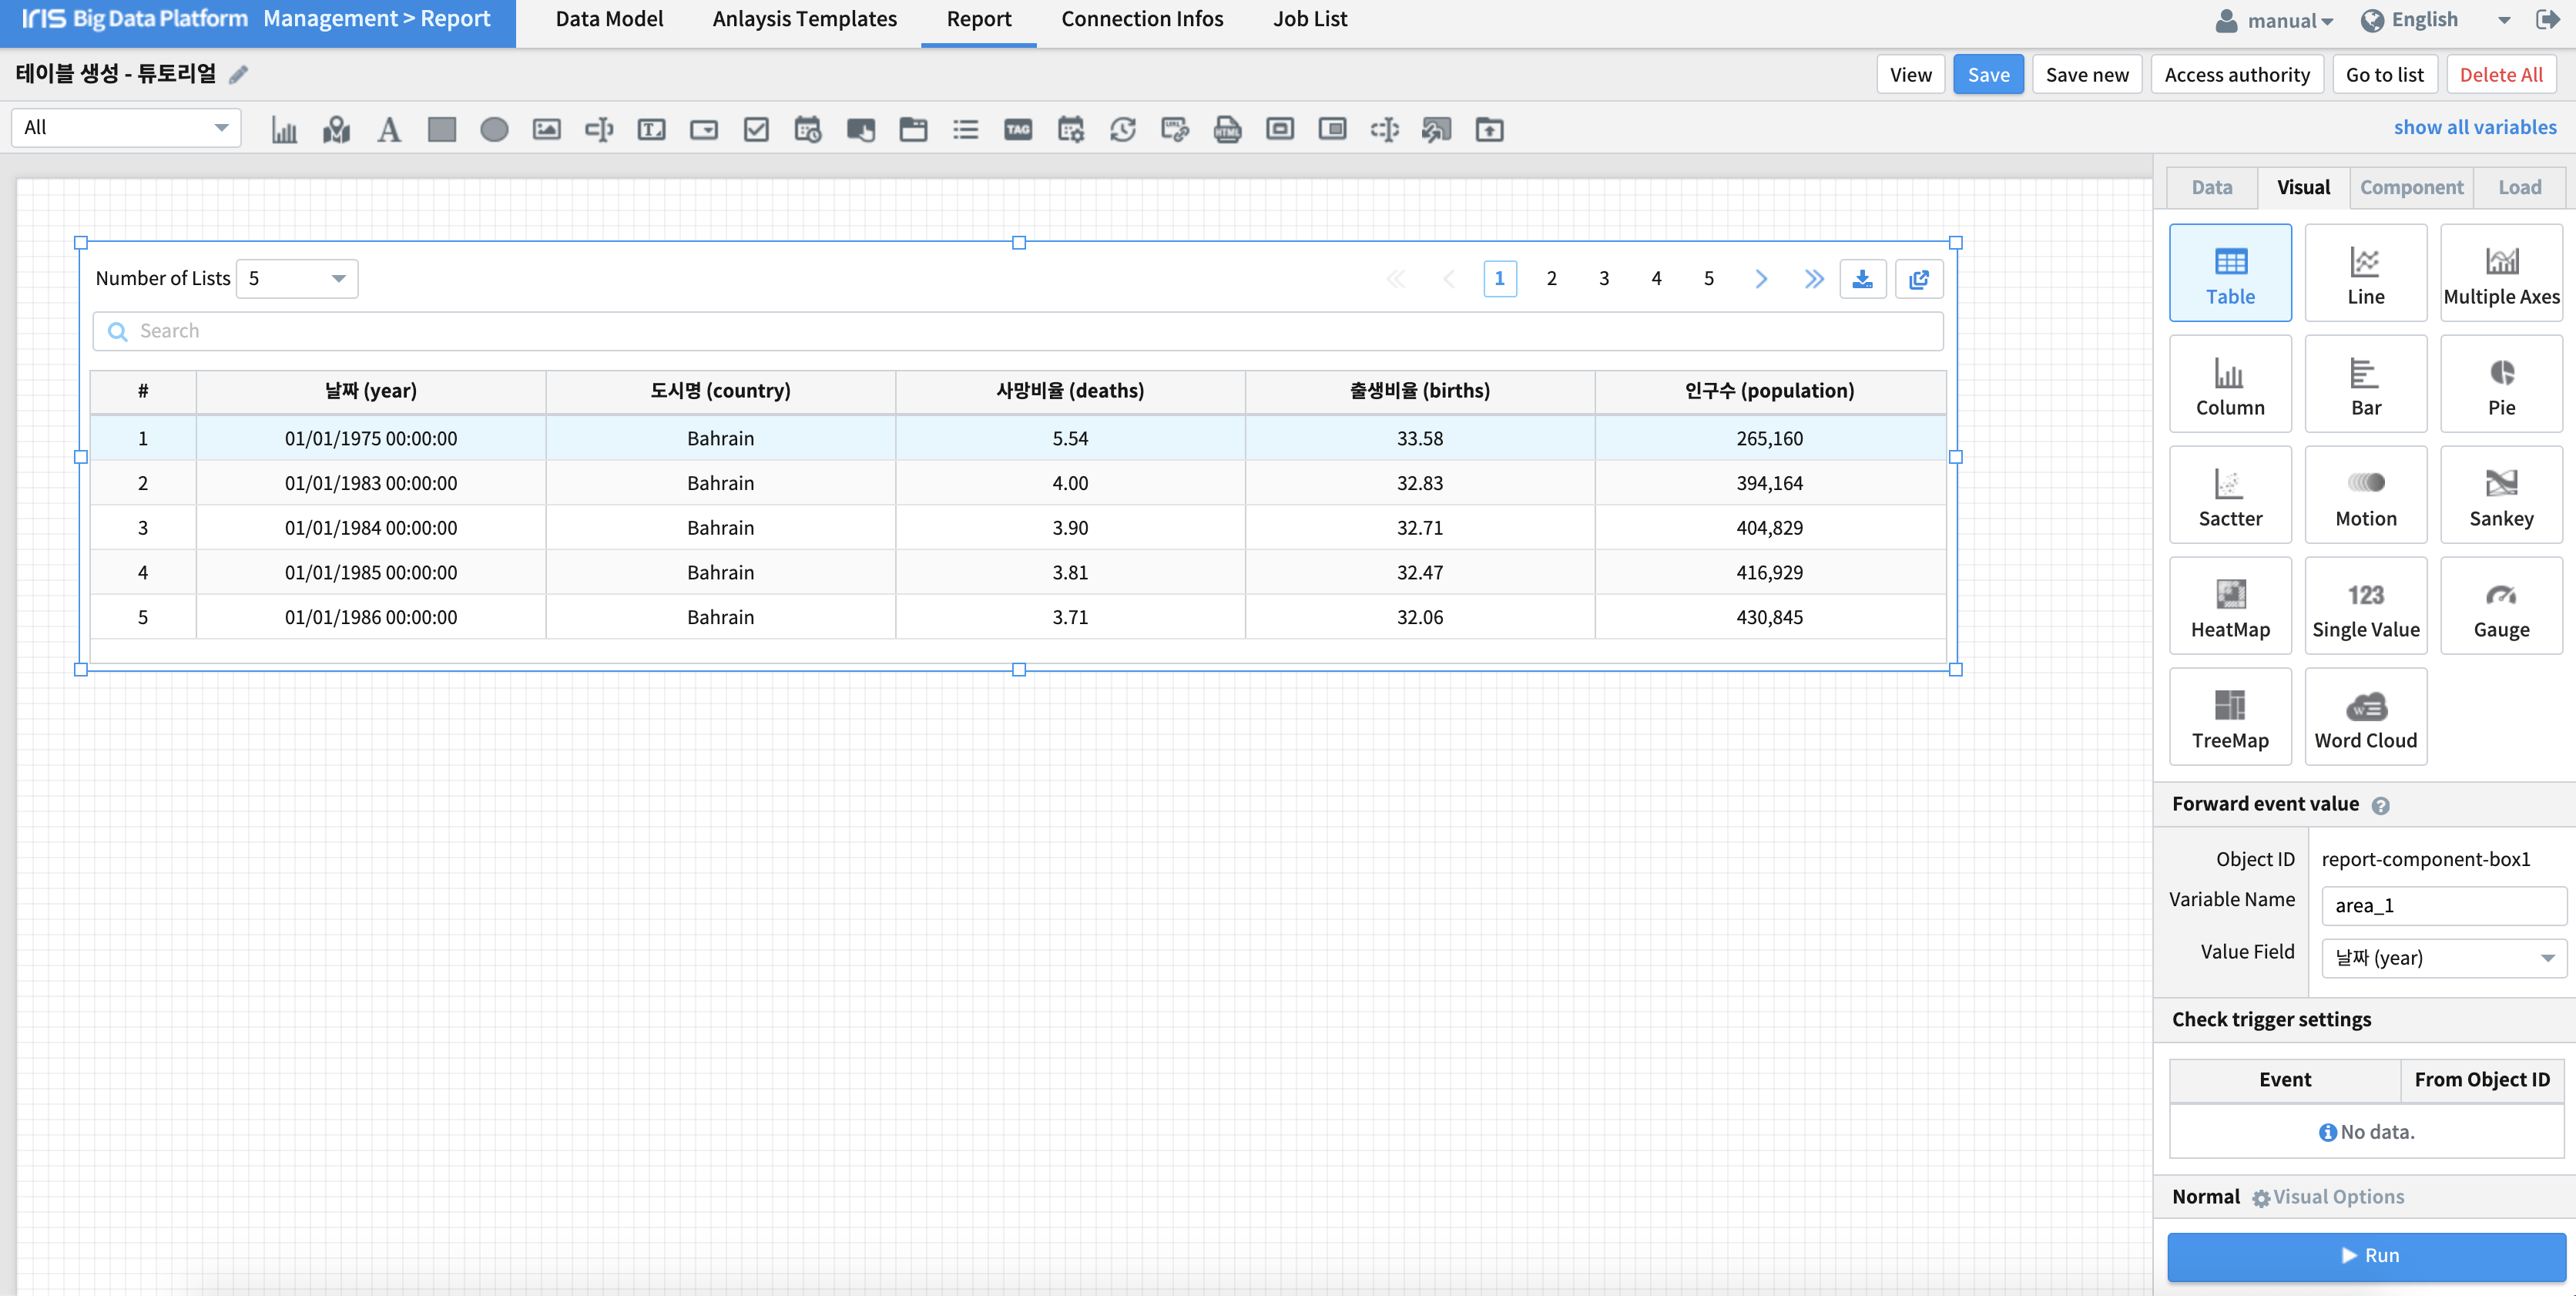 IRIS Big Data Platform Management > Report Data Model Anlaysis Templates Report Connection Infos Job List manual English
테이블 생성 - 튜토리얼 View Save Save new Access authority Go to list Delete All
All A T TAG URL HTML show all variables
Data Visual Component Load
Number of Lists 5 1 2 3 4 5
Search
# 날짜 (year) 도시명 (country) 사망비율 (deaths) 출생비율 (births) 인구수 (population)
1 01/01/1975 00:00:00 Bahrain 5.54 33.58 265,160
2 01/01/1983 00:00:00 Bahrain 4.00 32.83 394,164
3 01/01/1984 00:00:00 Bahrain 3.90 32.71 404,829
4 01/01/1985 00:00:00 Bahrain 3.81 32.47 416,929
5 01/01/1986 00:00:00 Bahrain 3.71 32.06 430,845
Table Line Multiple Axes
Column Bar Pie
Sactter Motion Sankey
123
HeatMap Single Value Gauge
W
TreeMap Word Cloud
Forward event value ?
Object ID report-component-box1
Variable Name area_1
Value Field 날짜 (year)
Check trigger settings
Event From Object ID
No data.
Normal Visual Options
Run